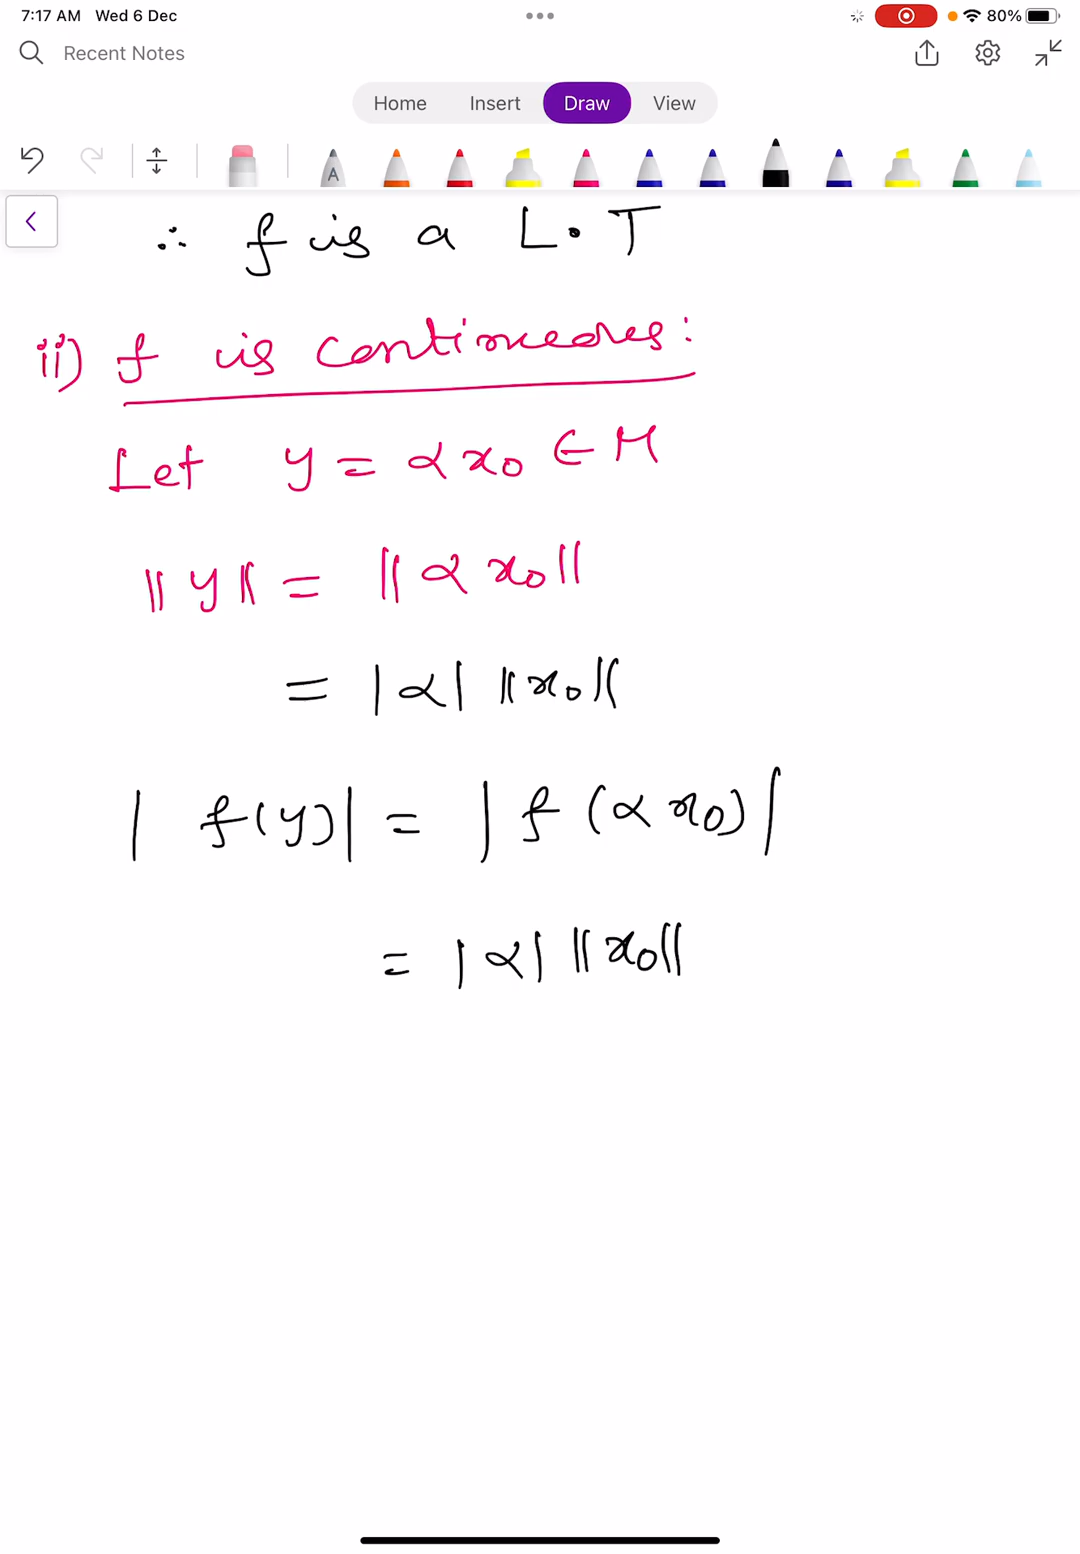 7:17 AM Wed 6 Dec 80%
Recent Notes
Home Insert Draw View
A
∴ f is a L.T
ii) f is continuous:
Let y = αx₀ ∈ M
||y|| = ||αx₀||
= |α| ||x₀||
|f(y)| = |f(αx₀)|
= |α| ||x₀||